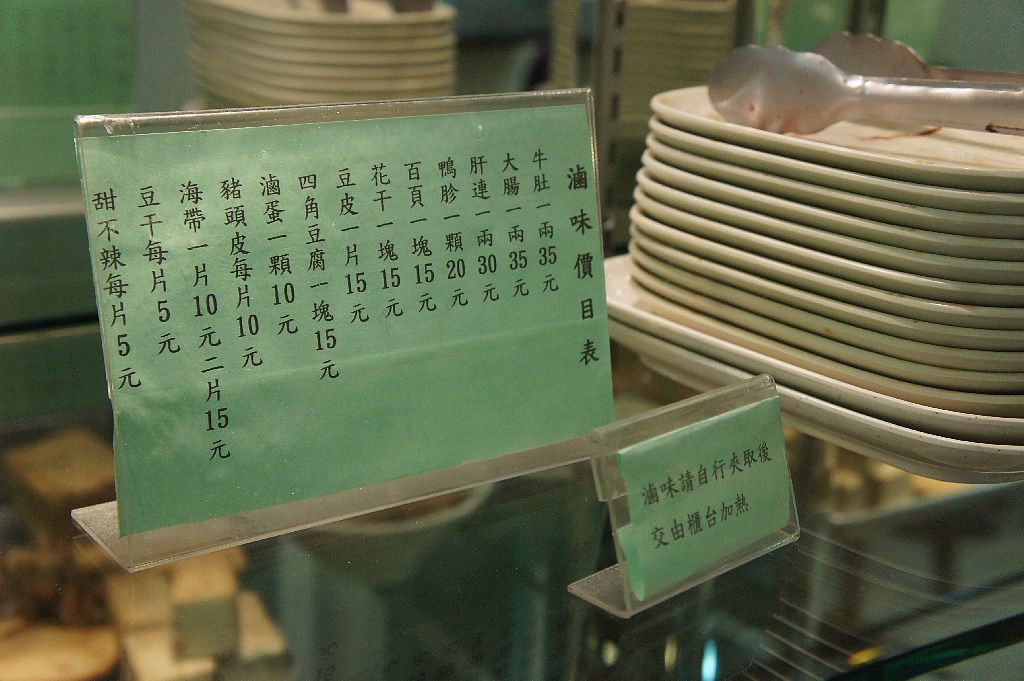 滷味價目表
牛肚一兩35元
大腸一兩35元
肝連一兩30元
鴨胗一顆20元
百頁一塊15元
花干一塊15元
豆皮一片15元
四角豆腐一塊15元
滷蛋一顆10元
豬頭皮每片10元
海帶一片10元二片15元
豆干每片5元
甜不辣每片5元
滷味請自行夾取後
交由櫃台加熱